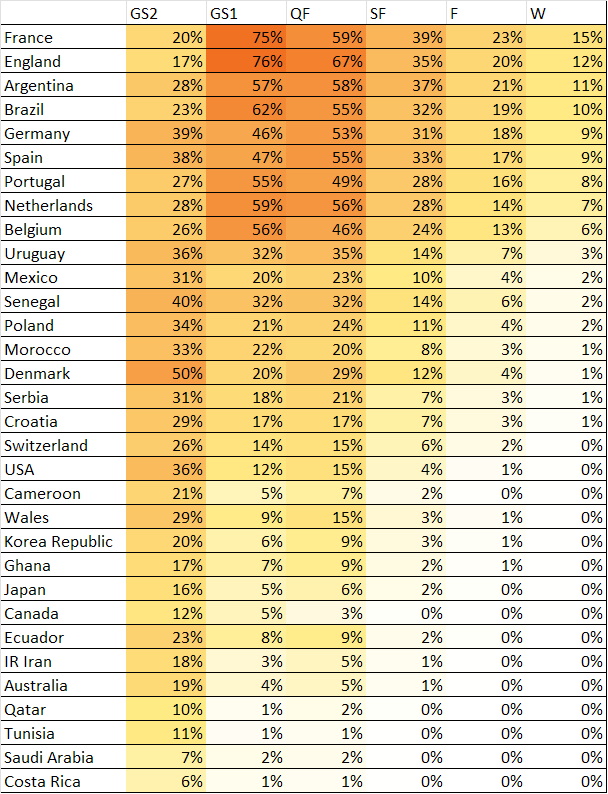 GS2 GS1 QF SF F W
France 20% 75% 59% 39% 23% 15%
England 17% 76% 67% 35% 20% 12%
Argentina 28% 57% 58% 37% 21% 11%
Brazil 23% 62% 55% 32% 19% 10%
Germany 39% 46% 53% 31% 18% 9%
Spain 38% 47% 55% 33% 17% 9%
Portugal 27% 55% 49% 28% 16% 8%
Netherlands 28% 59% 56% 28% 14% 7%
Belgium 26% 56% 46% 24% 13% 6%
Uruguay 36% 32% 35% 14% 7% 3%
Mexico 31% 20% 23% 10% 4% 2%
Senegal 40% 32% 32% 14% 6% 2%
Poland 34% 21% 24% 11% 4% 2%
Morocco 33% 22% 20% 8% 3% 1%
Denmark 50% 20% 29% 12% 4% 1%
Serbia 31% 18% 21% 7% 3% 1%
Croatia 29% 17% 17% 7% 3% 1%
Switzerland 26% 14% 15% 6% 2% 0%
USA 36% 12% 15% 4% 1% 0%
Cameroon 21% 5% 7% 2% 0% 0%
Wales 29% 9% 15% 3% 1% 0%
Korea Republic 20% 6% 9% 3% 1% 0%
Ghana 17% 7% 9% 2% 1% 0%
Japan 16% 5% 6% 2% 0% 0%
Canada 12% 5% 3% 0% 0% 0%
Ecuador 23% 8% 9% 2% 0% 0%
IR Iran 18% 3% 5% 1% 0% 0%
Australia 19% 4% 5% 1% 0% 0%
Qatar 10% 1% 2% 0% 0% 0%
Tunisia 11% 1% 1% 0% 0% 0%
Saudi Arabia 7% 2% 2% 0% 0% 0%
Costa Rica 6% 1% 1% 0% 0% 0%